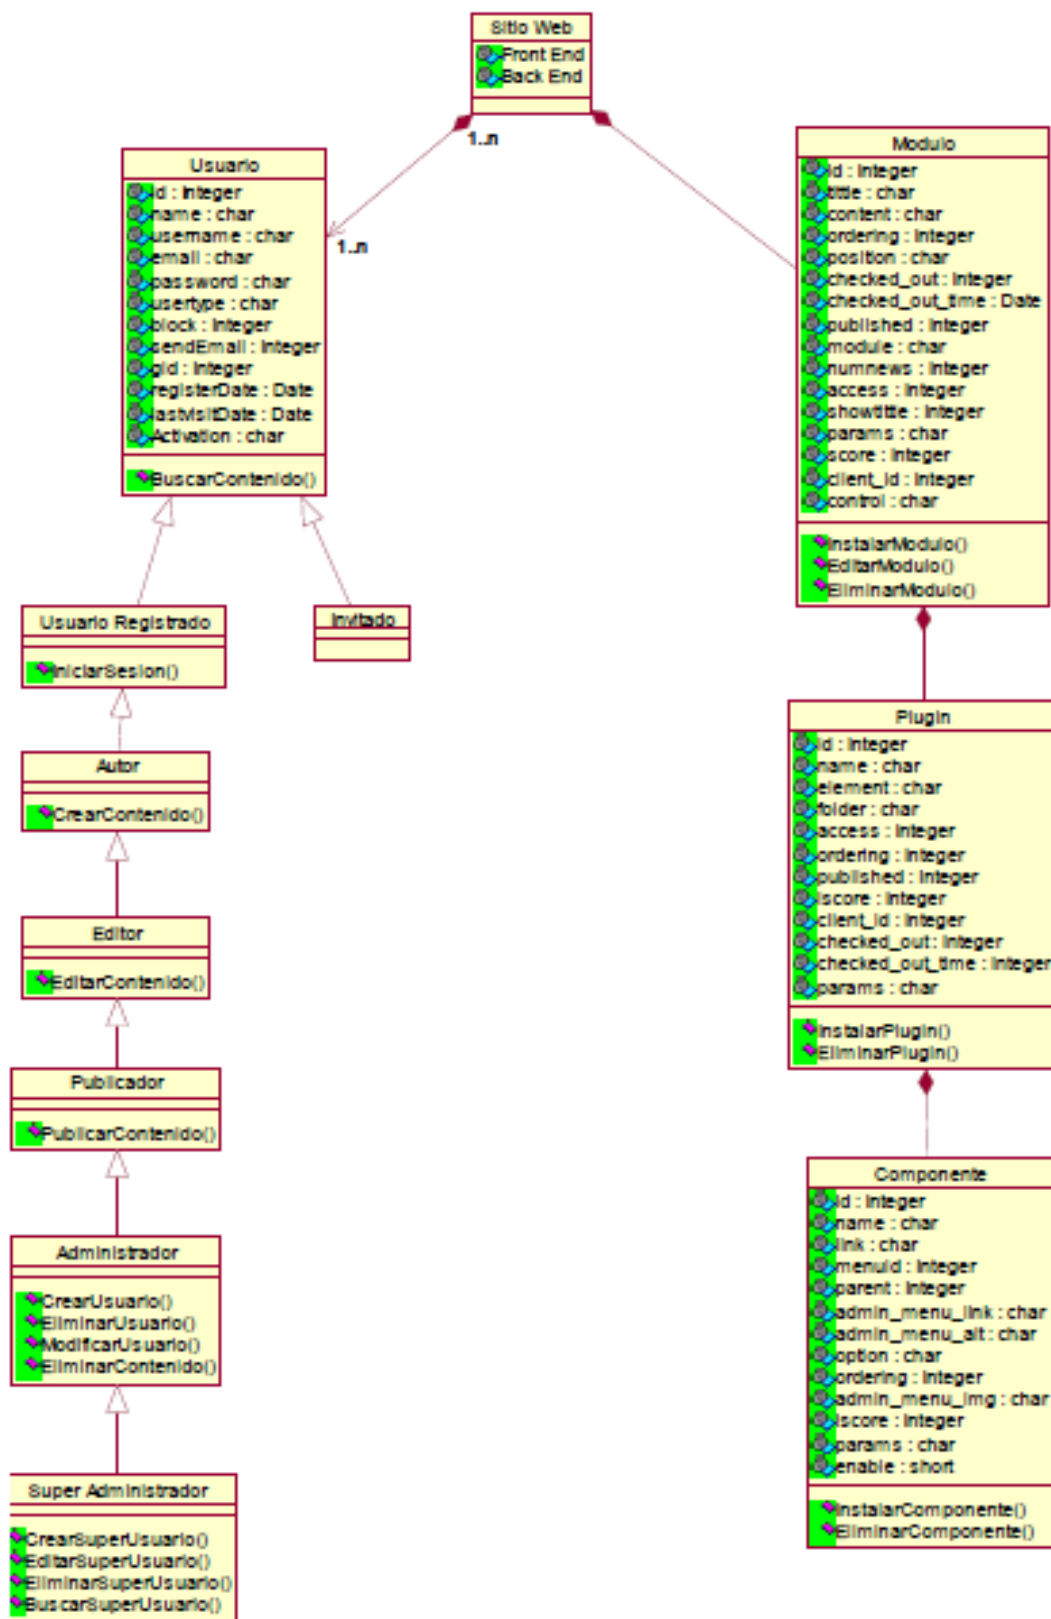 Sitio Web
Front End
Back End
1..n
1..n
Usuario
id : Integer
name : char
username : char
email : char
password : char
usertype : char
block : Integer
sendEmail : Integer
gid : Integer
registerDate : Date
lastvisitDate : Date
Activation : char
BuscarContenido()
Usuario Registrado
IniciarSesion()
Invitado
Autor
CrearContenido()
Editor
EditarContenido()
Publicador
PublicarContenido()
Administrador
CrearUsuario()
EliminarUsuario()
ModificarUsuario()
EliminarContenido()
Super Administrador
CrearSuperUsuario()
EditarSuperUsuario()
EliminarSuperUsuario()
BuscarSuperUsuario()
Modulo
id : Integer
tittle : char
content : char
ordering : Integer
position : char
checked_out : Integer
checked_out_time : Date
published : Integer
module : char
numnews : Integer
access : Integer
showtittle : Integer
params : char
score : Integer
client_id : Integer
control : char
InstalarModulo()
EditarModulo()
EliminarModulo()
Plugin
id : Integer
name : char
element : char
folder : char
access : Integer
ordering : Integer
published : Integer
iscore : Integer
client_id : Integer
checked_out : Integer
checked_out_time : Integer
params : char
InstalarPlugin()
EliminarPlugin()
Componente
id : Integer
name : char
link : char
menuid : Integer
parent : Integer
admin_menu_link : char
admin_menu_alt : char
option : char
ordering : Integer
admin_menu_img : char
iscore : Integer
params : char
enable : short
InstalarComponente()
EliminarComponente()